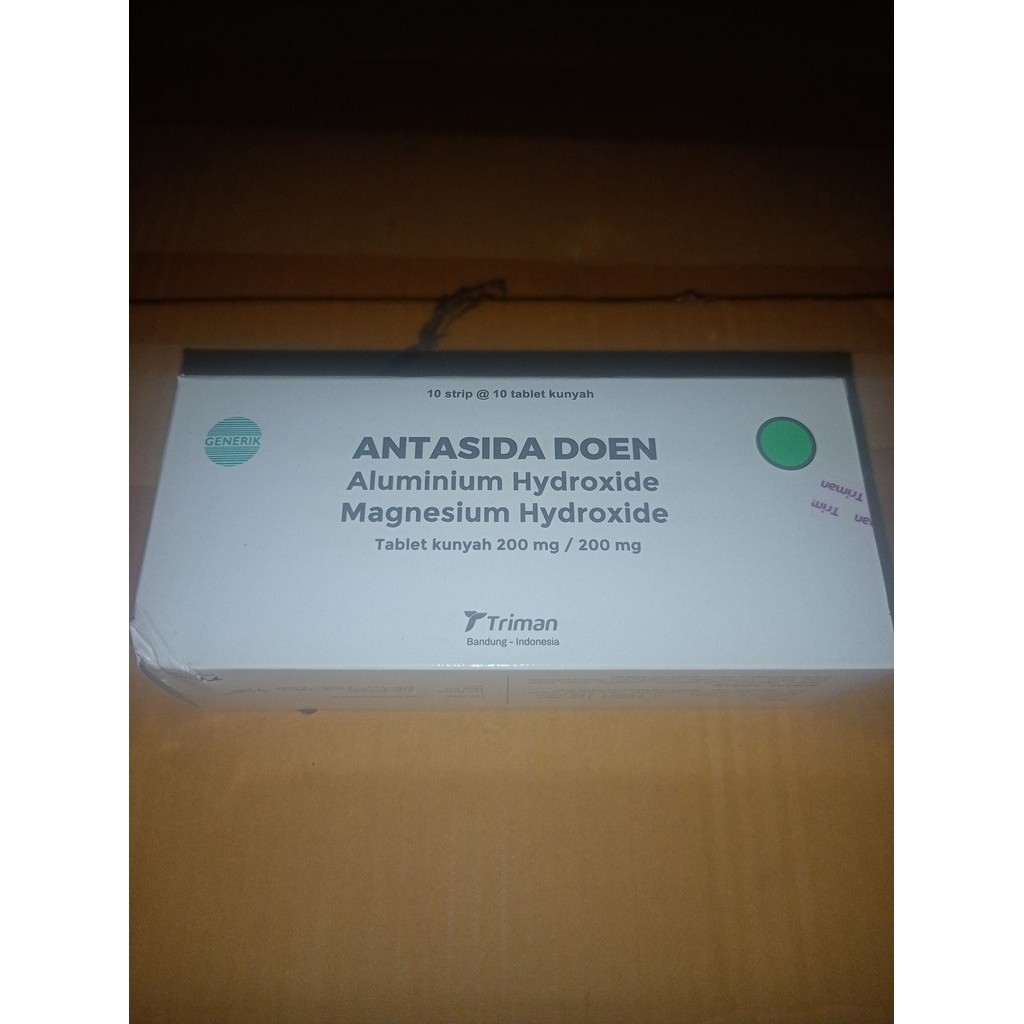 10 strip @ 10 tablet kunyah
GENERIK
ANTASIDA DOEN
Aluminium Hydroxide
Magnesium Hydroxide
Tablet kunyah 200 mg / 200 mg
Triman
Triman
Bandung - Indonesia